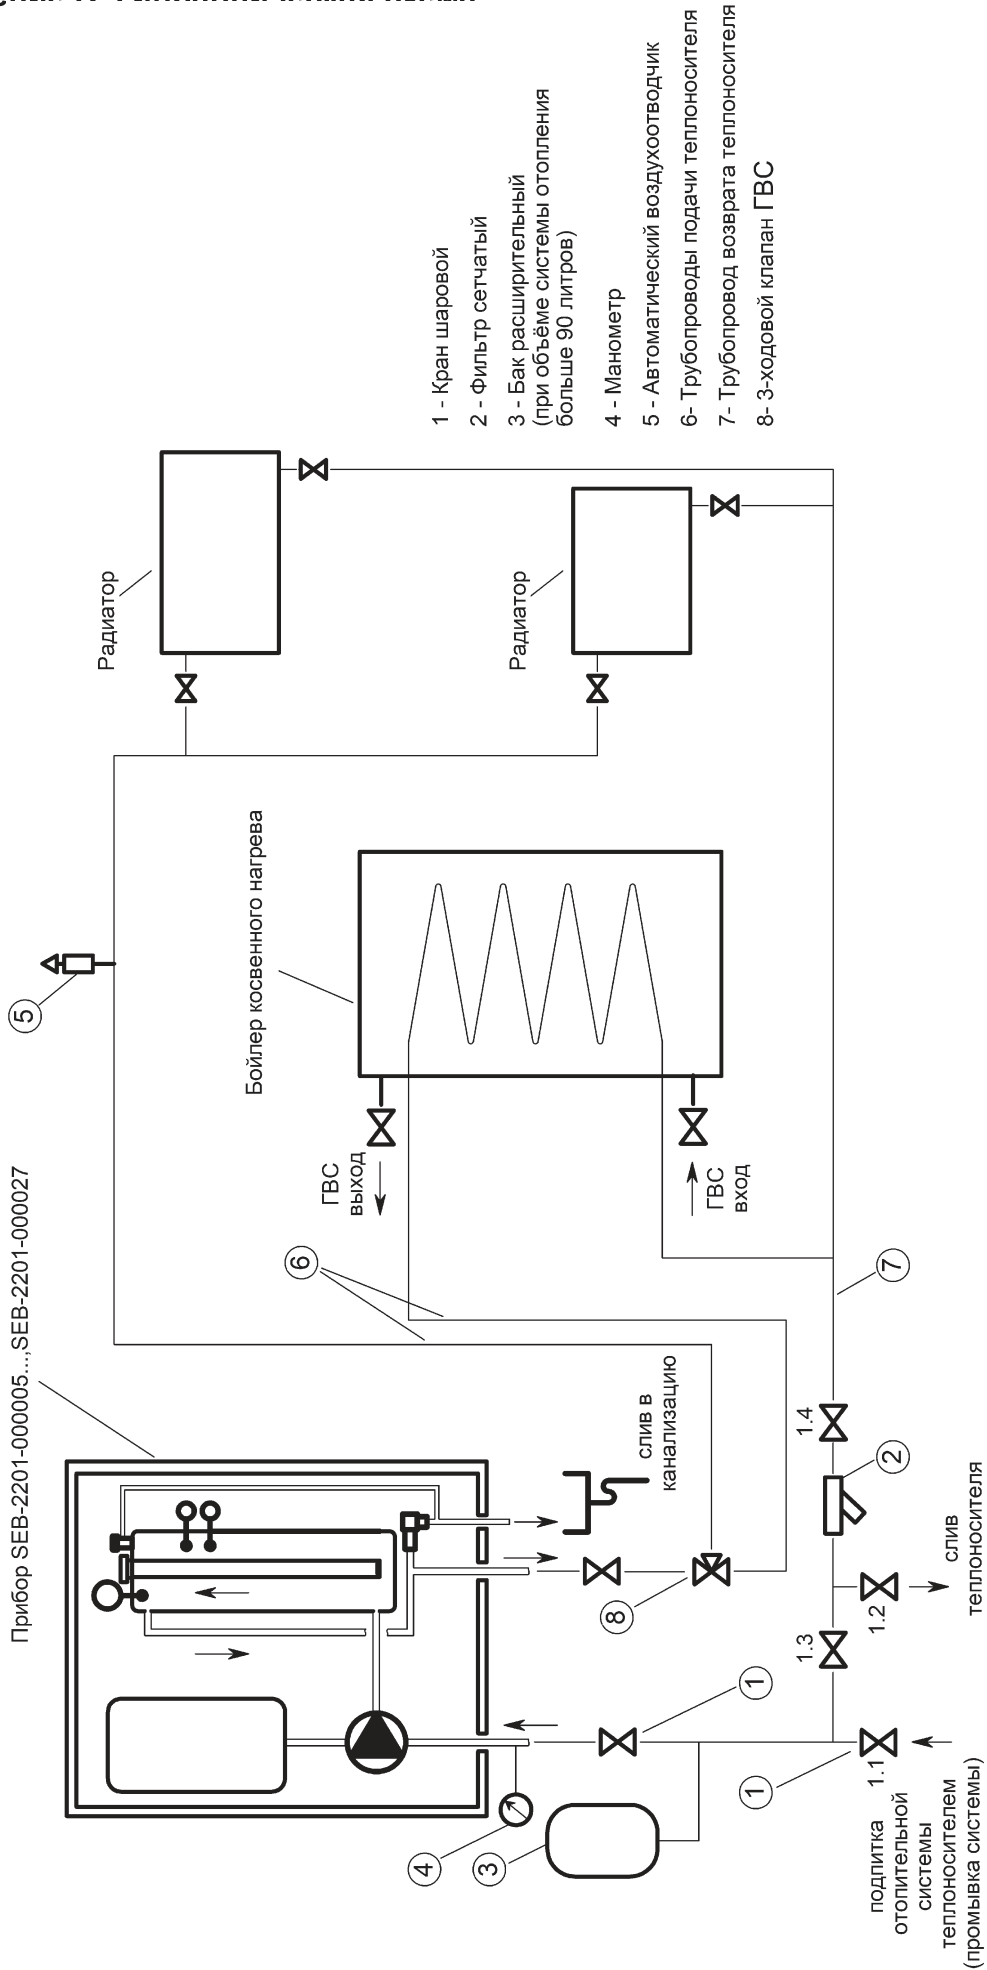 Прибор SEB-2201-000005...,SEB-2201-000027
5
Бойлер косвенного нагрева
Радиатор
Радиатор
ГВС
выход
ГВС
вход
6
7
слив в
канализацию
8
1.4
2
слив
теплоносителя
1.2
1.3
1
1
1.1
4
3
подпитка
отопительной
системы
теплоносителем
(промывка системы)
1 - Кран шаровой
2 - Фильтр сетчатый
3 - Бак расширительный
(при объёме системы отопления
больше 90 литров)
4 - Манометр
5 - Автоматический воздухоотводчик
6- Трубопроводы подачи теплоносителя
7- Трубопровод возврата теплоносителя
8- 3-ходовой клапан ГВС